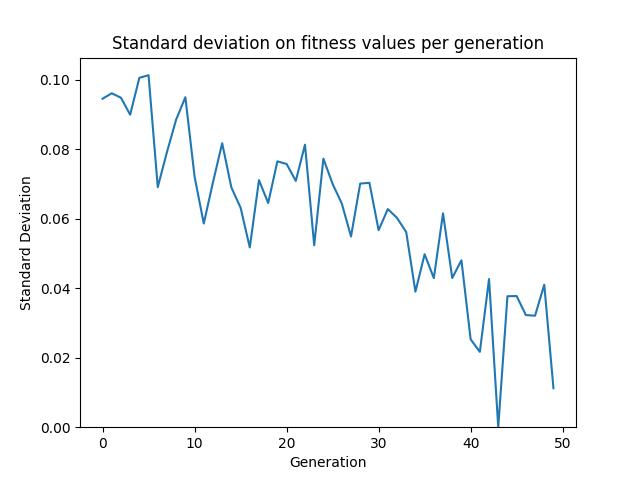 Standard deviation on fitness values per generation
0.10
0.08
0.06
0.04
0.02
0.00
Standard Deviation
0 10 20 30 40 50
Generation